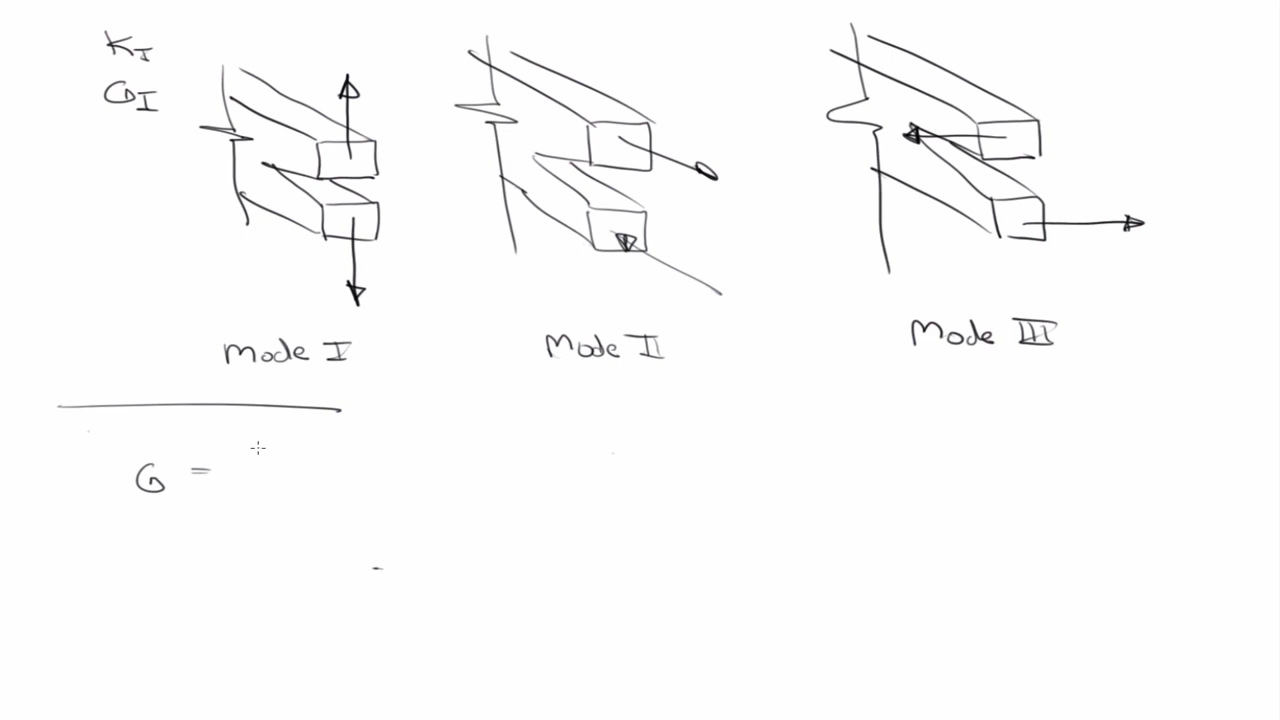 K_I
G_I
Mode I
Mode II
Mode III
G =